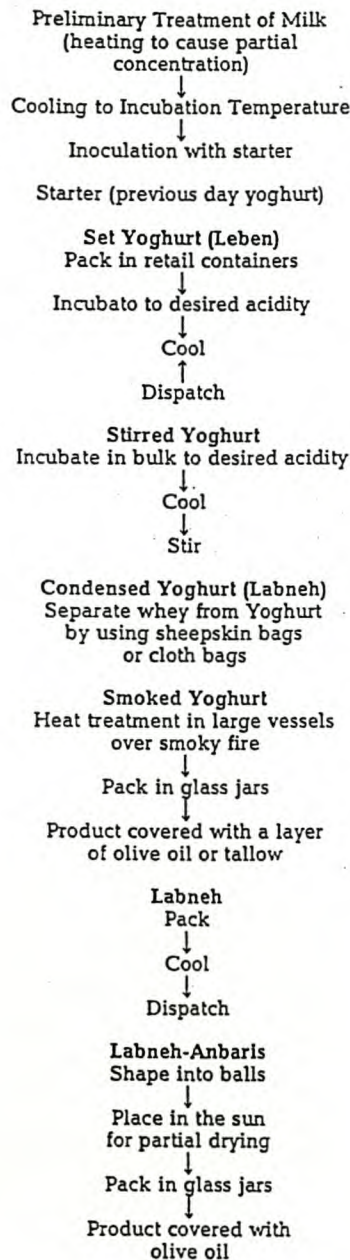 Preliminary Treatment of Milk
(heating to cause partial
concentration)
↓
Cooling to Incubation Temperature
↓
Inoculation with starter
Starter (previous day yoghurt)
Set Yoghurt (Leben)
Pack in retail containers
↓
Incubato to desired acidity
↓
Cool
↑
Dispatch
Stirred Yoghurt
Incubate in bulk to desired acidity
↓
Cool
↓
Stir
Condensed Yoghurt (Labneh)
Separate whey from Yoghurt
by using sheepskin bags
or cloth bags
Smoked Yoghurt
Heat treatment in large vessels
over smoky fire
↓
Pack in glass jars
↓
Product covered with a layer
of olive oil or tallow
Labneh
Pack
↓
Cool
↓
Dispatch
Labneh-Anbaris
Shape into balls
↓
Place in the sun
for partial drying
↓
Pack in glass jars
↓
Product covered with
olive oil